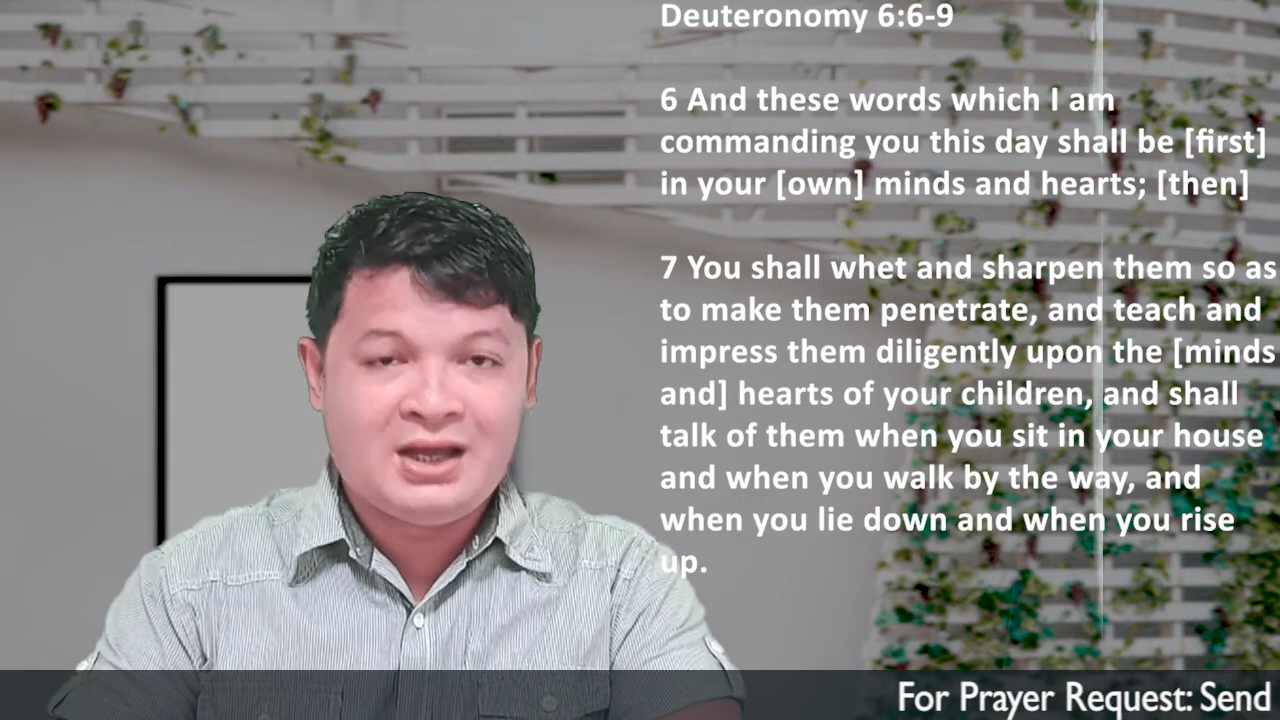 Deuteronomy 6:6-9
6 And these words which I am
commanding you this day shall be [first]
in your [own] minds and hearts; [then]
7 You shall whet and sharpen them so as
to make them penetrate, and teach and
impress them diligently upon the [minds
and] hearts of your children, and shall
talk of them when you sit in your house
and when you walk by the way, and
when you lie down and when you rise
up.
For Prayer Request: Send